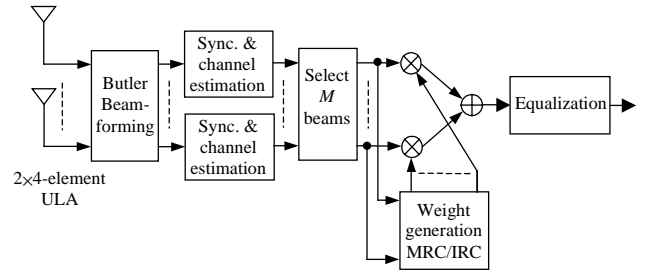 Butler
Beam-
forming
Sync. &
channel
estimation
Sync. &
channel
estimation
Select
M
beams
Equalization
2×4-element
ULA
Weight
generation
MRC/IRC